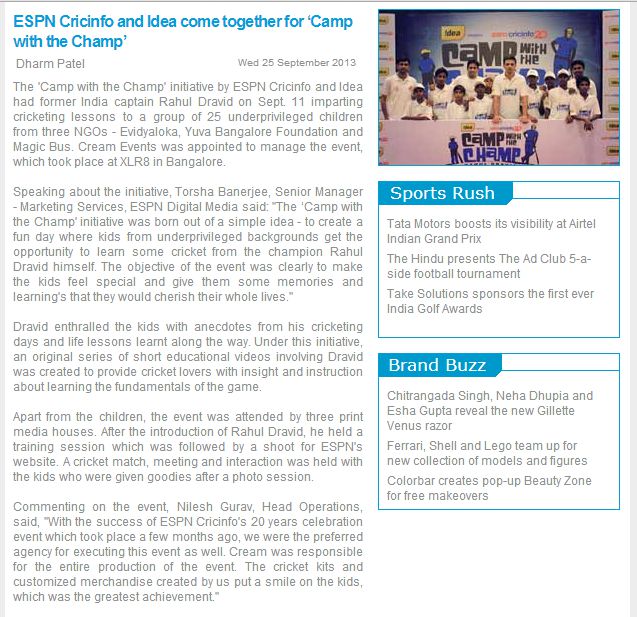 ESPN Cricinfo and Idea come together for ‘Camp
with the Champ’
Dharm Patel
Wed 25 September 2013
The 'Camp with the Champ' initiative by ESPN Cricinfo and Idea
had former India captain Rahul Dravid on Sept. 11 imparting
cricketing lessons to a group of 25 underprivileged children
from three NGOs - Evidyaloka, Yuva Bangalore Foundation and
Magic Bus. Cream Events was appointed to manage the event,
which took place at XLR8 in Bangalore.
Speaking about the initiative, Torsha Banerjee, Senior Manager
- Marketing Services, ESPN Digital Media said: "The ‘Camp with
the Champ' initiative was born out of a simple idea - to create a
fun day where kids from underprivileged backgrounds get the
opportunity to learn some cricket from the champion Rahul
Dravid himself. The objective of the event was clearly to make
the kids feel special and give them some memories and
learning's that they would cherish their whole lives."
Dravid enthralled the kids with anecdotes from his cricketing
days and life lessons learnt along the way. Under this initiative,
an original series of short educational videos involving Dravid
was created to provide cricket lovers with insight and instruction
about learning the fundamentals of the game.
Apart from the children, the event was attended by three print
media houses. After the introduction of Rahul Dravid, he held a
training session which was followed by a shoot for ESPN's
website. A cricket match, meeting and interaction was held with
the kids who were given goodies after a photo session.
Commenting on the event, Nilesh Gurav, Head Operations,
said, "With the success of ESPN Cricinfo's 20 years celebration
event which took place a few months ago, we were the preferred
agency for executing this event as well. Cream was responsible
for the entire production of the event. The cricket kits and
customized merchandise created by us put a smile on the kids,
which was the greatest achievement."
Idea
CAMP WITH THE
CAMP WITH THE
CHAMP
Sports Rush
Tata Motors boosts its visibility at Airtel
Indian Grand Prix
The Hindu presents The Ad Club 5-a-
side football tournament
Take Solutions sponsors the first ever
India Golf Awards
Brand Buzz
Chitrangada Singh, Neha Dhupia and
Esha Gupta reveal the new Gillette
Venus razor
Ferrari, Shell and Lego team up for
new collection of models and figures
Colorbar creates pop-up Beauty Zone
for free makeovers